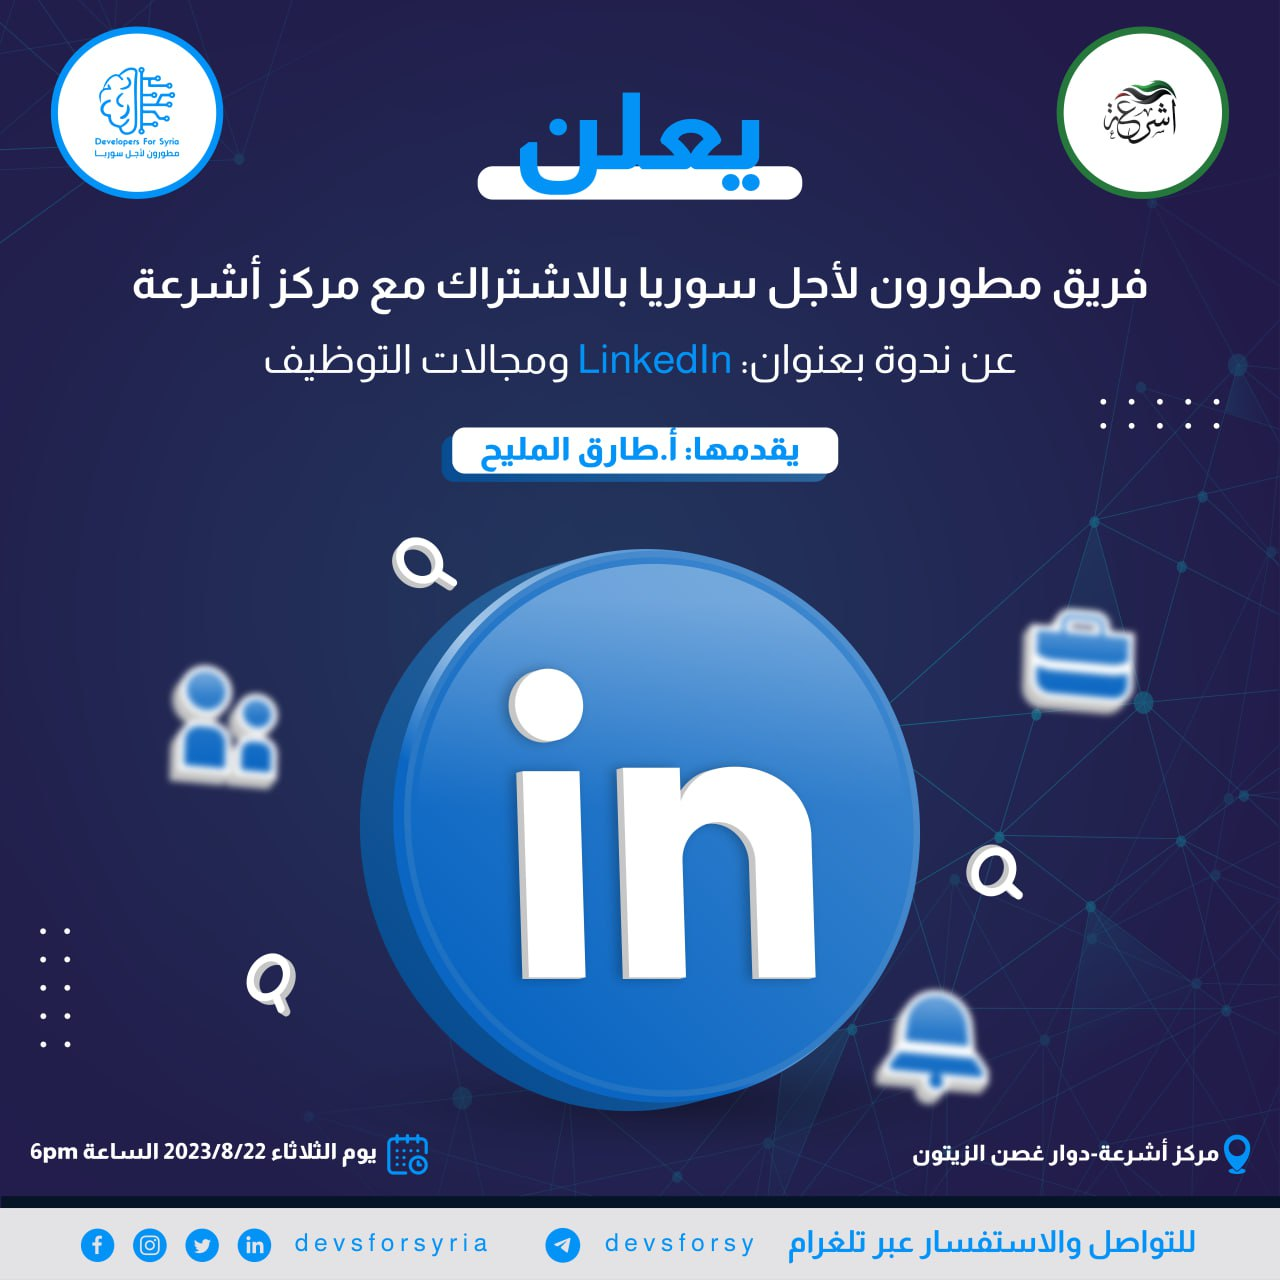 Developers For Syria
مطورون لأجل سوريا
أشرعة
يعلن
فريق مطورون لأجل سوريا بالاشتراك مع مركز أشرعة
عن ندوة بعنوان: LinkedIn ومجالات التوظيف
يقدمها: أ.طارق المليح
in
مركز أشرعة-دوار غصن الزيتون
يوم الثلاثاء 2023/8/22 الساعة 6pm
للتواصل والاستفسار عبر تلغرام devsforsy
devsforsyria